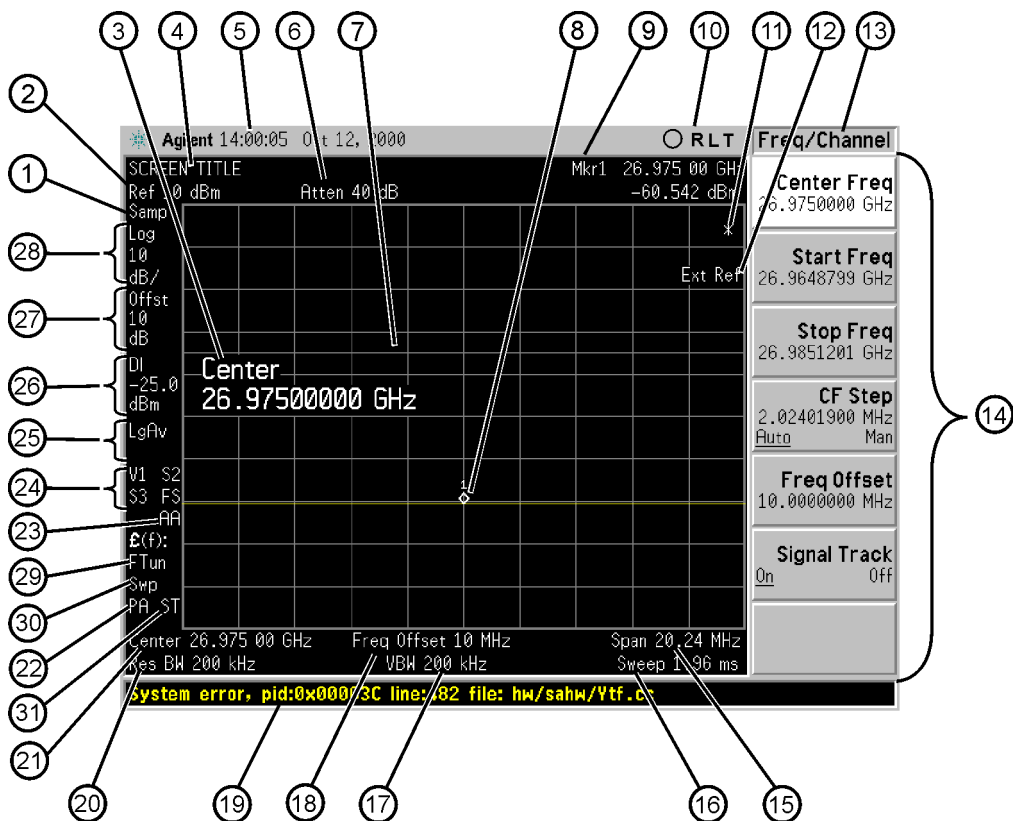 3 4 5 6 7 8 9 10 11 12 13
2
Agilent 14:00:05 Oct 12, 2000 RLT Freq/Channel
SCREEN TITLE Mkr1 26.975 00 GHz
1
Ref dBm Atten 40 dB -60.542 dBm
Samp
Center Freq
26.9750000 GHz
28
Log
10
dB/
Ext Ref
Start Freq
26.9648799 GHz
27
Offst
10
dB
Stop Freq
26.9851201 GHz
26
Dl
-25.0
dBm
Center
26.97500000 GHz
CF Step
2.02401900 MHz
Auto Man
14
25
LgAv
24
V1 S2
S3 FS
1
Freq Offset
10.0000000 MHz
23
AA
£(f):
29
FTun
30
Swp
Signal Track
On Off
22
PA ST
Center 26.975 00 GHz Freq Offset 10 MHz Span 20.24 MHz
Res BW 200 kHz VBW 200 kHz Sweep ms
System error, file: hw/sahw/Ytf.cc
31
21
20 19 18 17 16 15